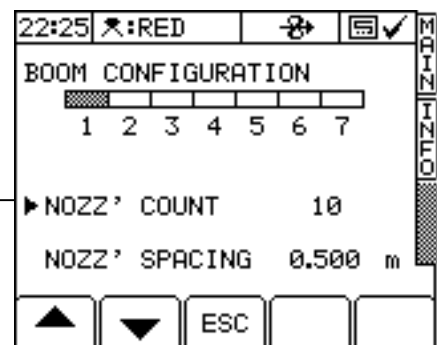 22:25 :RED
BOOM CONFIGURATION
1 2 3 4 5 6 7
NOZZ' COUNT 10
NOZZ' SPACING 0.500 m
ESC
MAIN
INFO